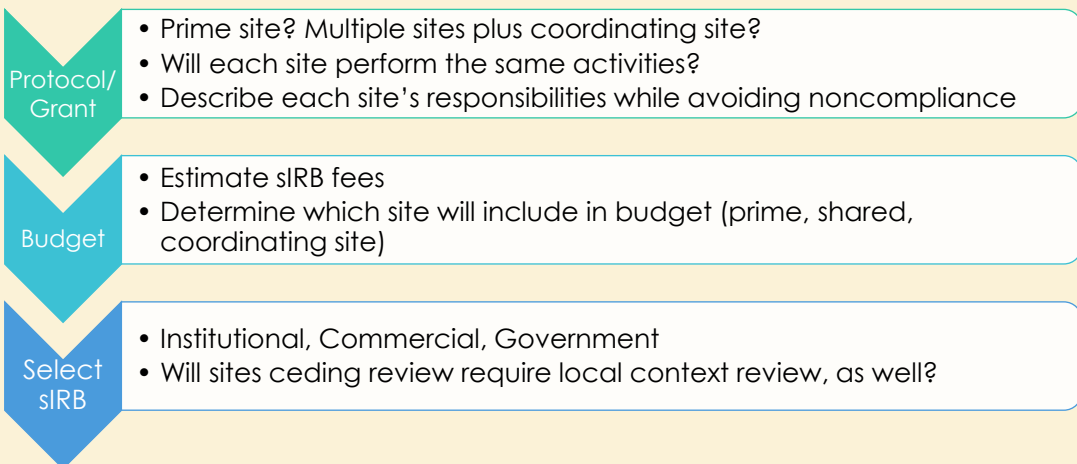 Protocol/
Grant
• Prime site? Multiple sites plus coordinating site?
• Will each site perform the same activities?
• Describe each site's responsibilities while avoiding noncompliance
Budget
• Estimate sIRB fees
• Determine which site will include in budget (prime, shared,
coordinating site)
Select
sIRB
• Institutional, Commercial, Government
• Will sites ceding review require local context review, as well?